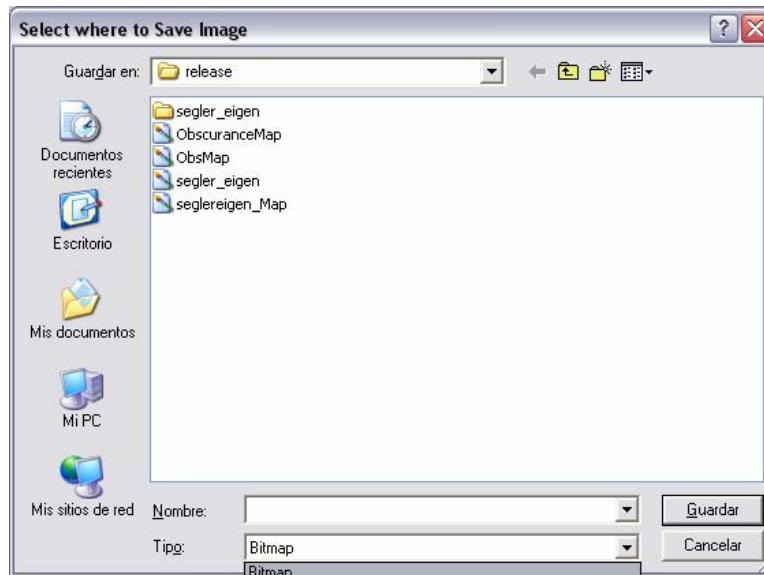 Select where to Save Image
Guardar en:
release
segler_eigen
ObscuranceMap
ObsMap
segler_eigen
seglereigen_Map
Documentos
recientes
Escritorio
Mis documentos
Mi PC
Mis sitios de red
Nombre:
Guardar
Tipo:
Bitmap
Cancelar
Bitmap